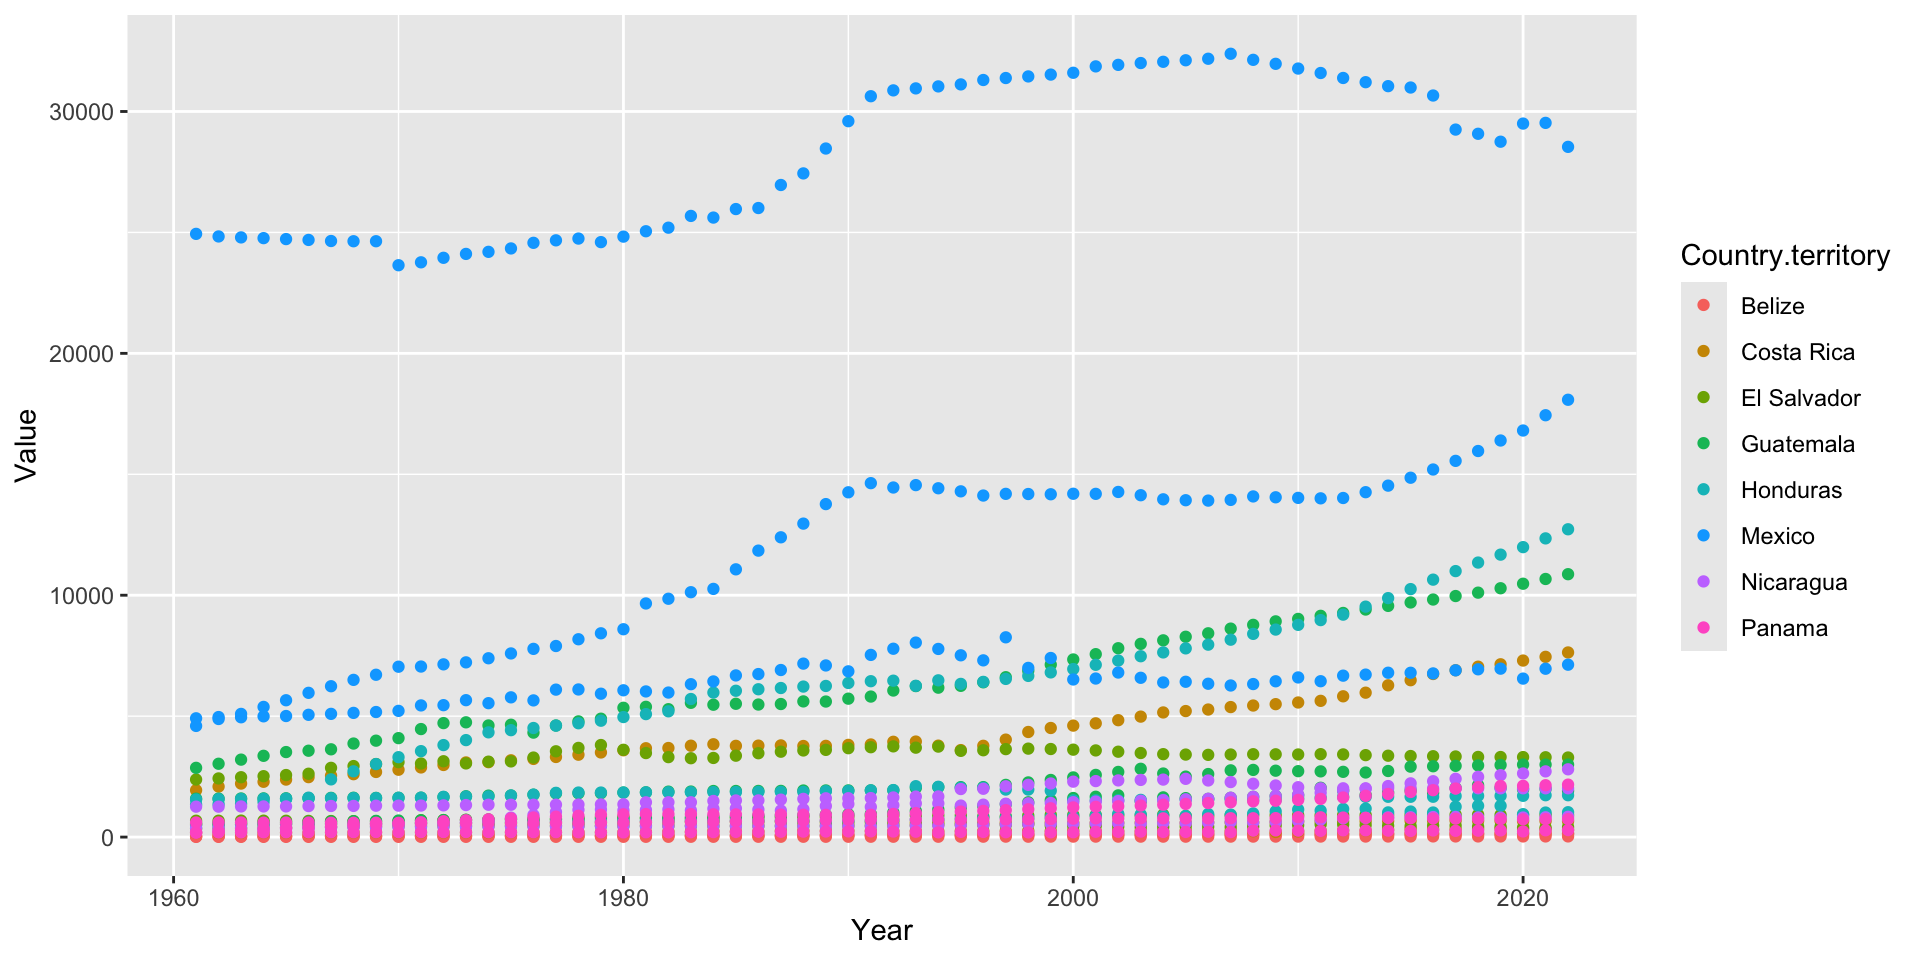 30000
20000
10000
0
Value
1960
1980
2000
2020
Year
Country.territory
Belize
Costa Rica
El Salvador
Guatemala
Honduras
Mexico
Nicaragua
Panama